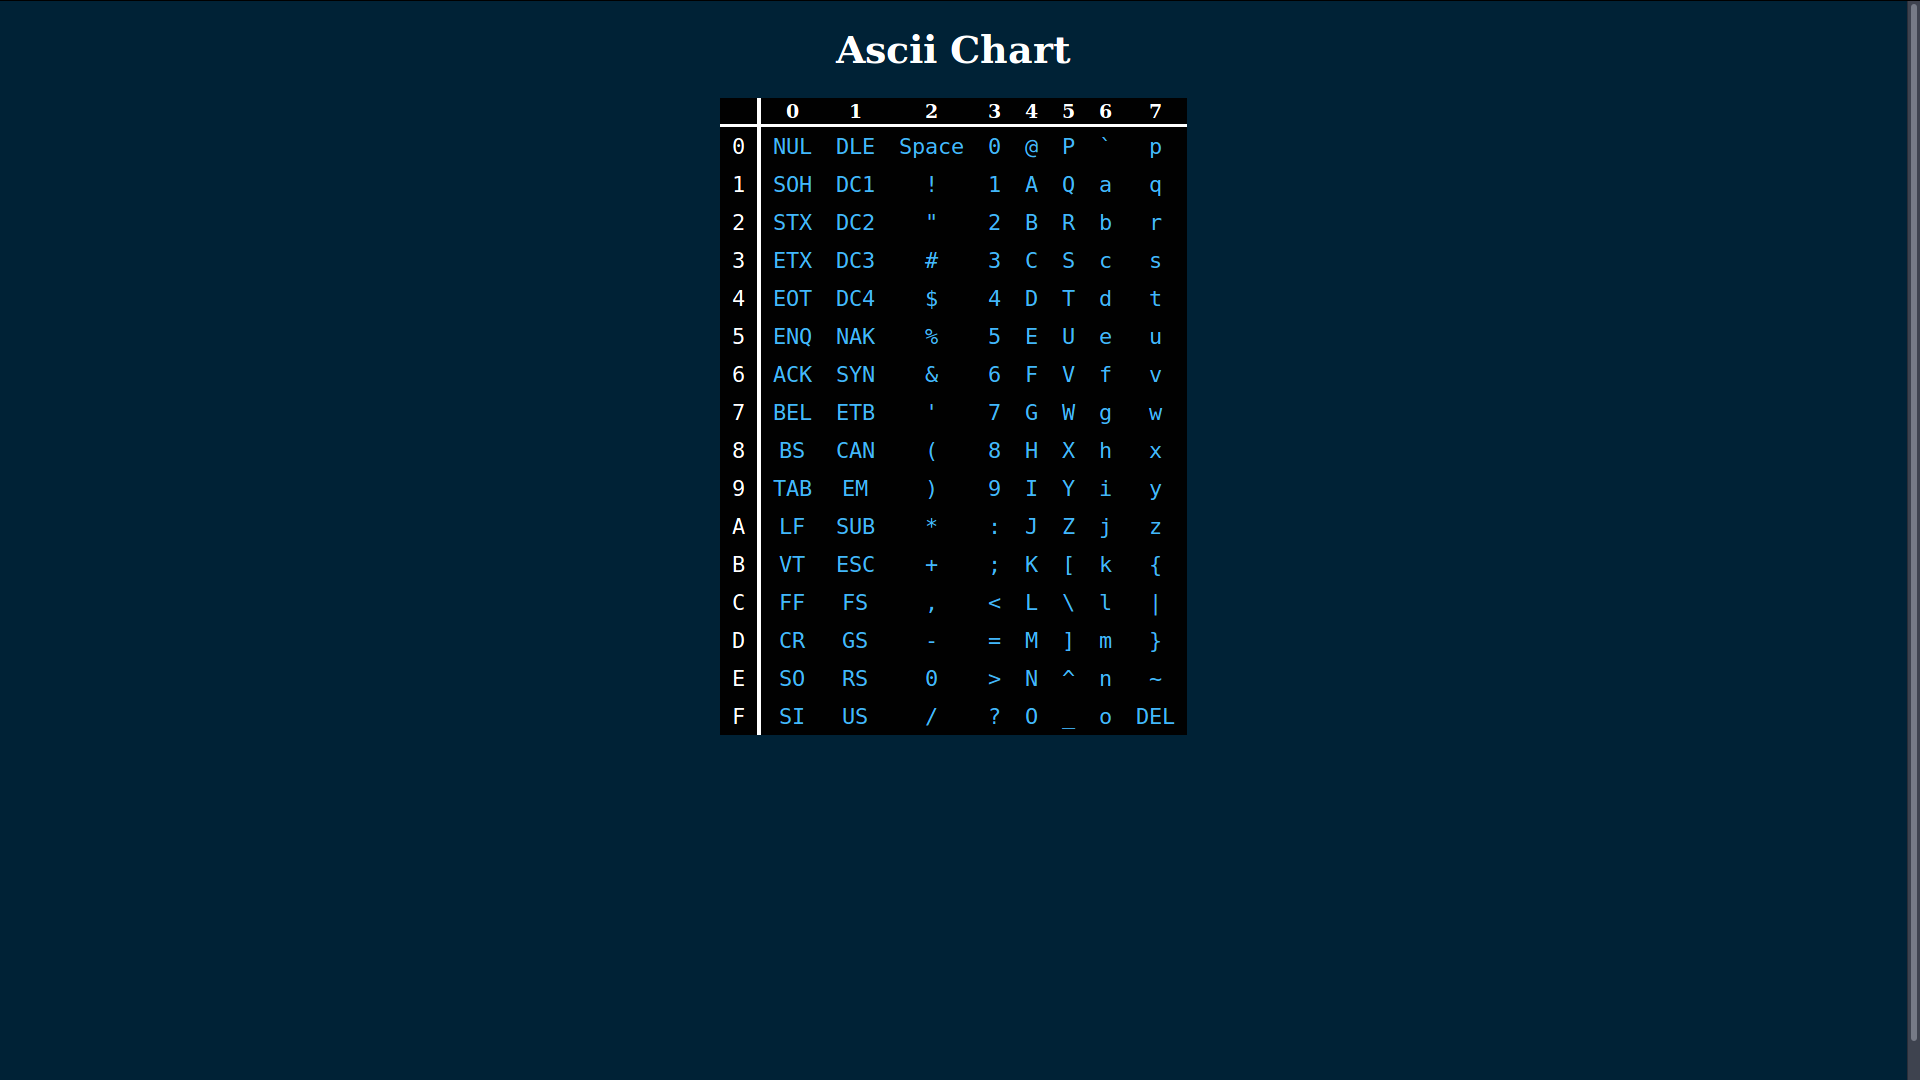 Ascii Chart
0 1 2 3 4 5 6 7
0 NUL DLE Space 0 @ P ` p
1 SOH DC1 ! 1 A Q a q
2 STX DC2 " 2 B R b r
3 ETX DC3 # 3 C S c s
4 EOT DC4 $ 4 D T d t
5 ENQ NAK % 5 E U e u
6 ACK SYN & 6 F V f v
7 BEL ETB ' 7 G W g w
8 BS CAN ( 8 H X h x
9 TAB EM ) 9 I Y i y
A LF SUB * : J Z j z
B VT ESC + ; K [ k {
C FF FS , < L \ l |
D CR GS - = M ] m }
E SO RS 0 > N ^ n ~
F SI US / ? O _ o DEL